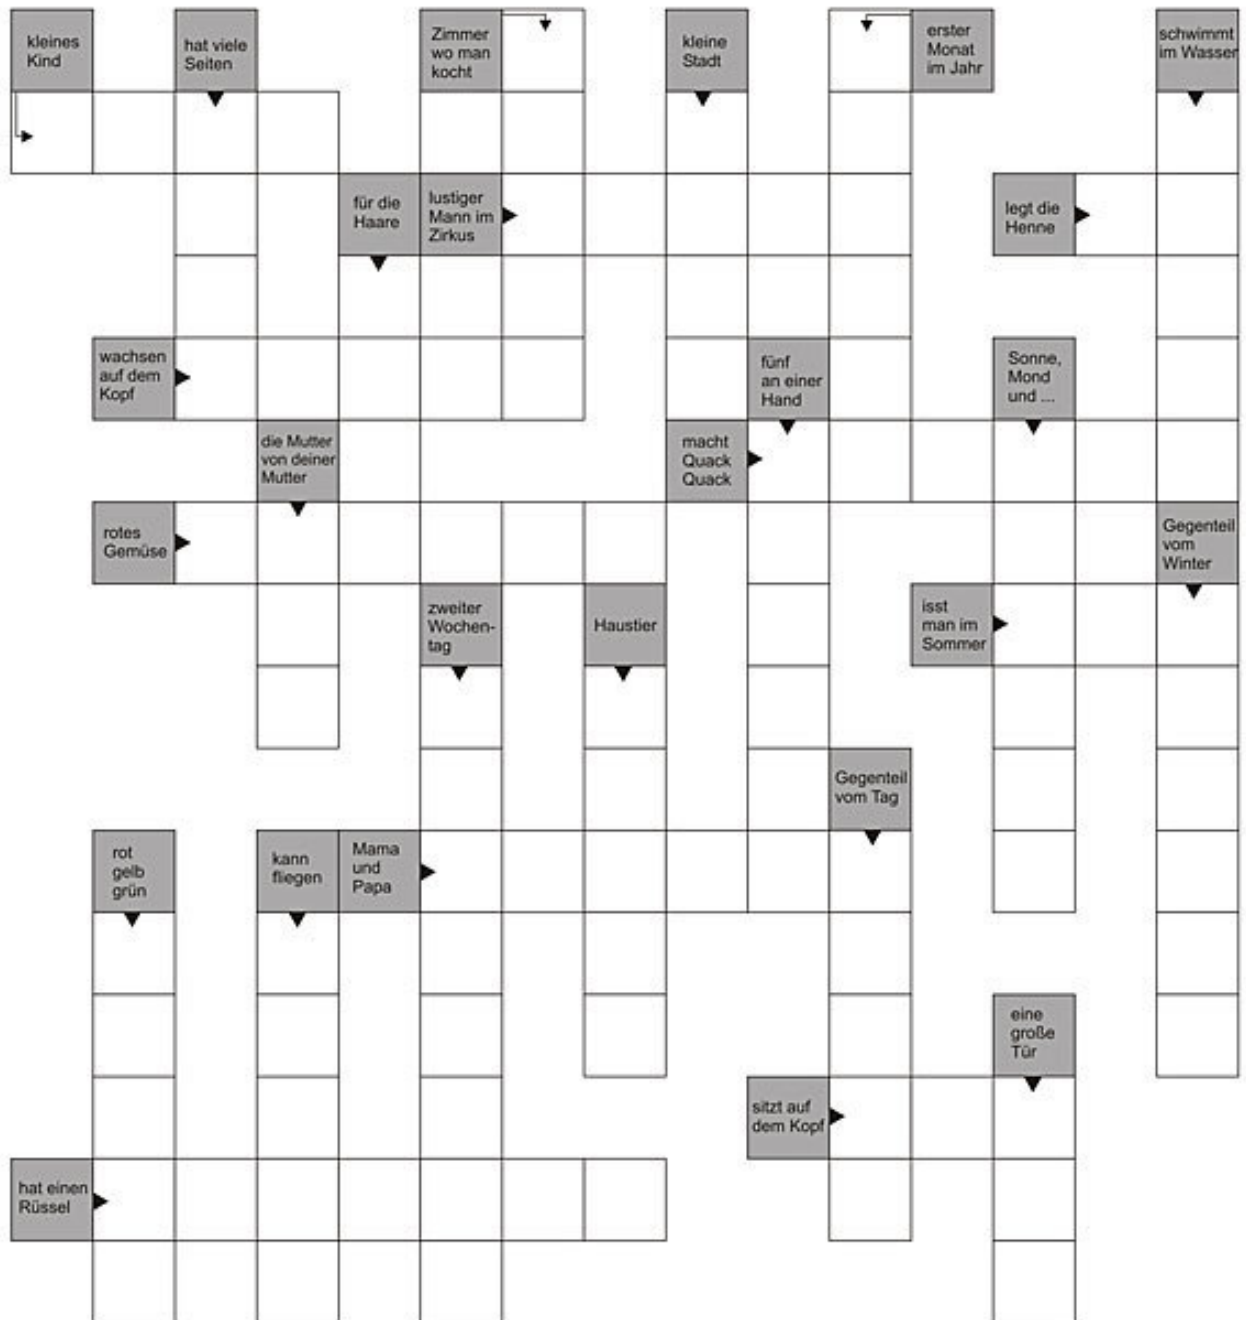 kleines
Kind
hat viele
Seiten
Zimmer
wo man
kocht
kleine
Stadt
erster
Monat
im Jahr
schwimmt
im Wasser
für die
Haare
lustiger
Mann im
Zirkus
legt die
Henne
wachsen
auf dem
Kopf
fünf
an einer
Hand
Sonne,
Mond
und ...
die Mutter
von deiner
Mutter
macht
Quack
Quack
rotes
Gemüse
Gegenteil
vom
Winter
zweiter
Wochen-
tag
Haustier
isst
man im
Sommer
Gegenteil
vom Tag
rot
gelb
grün
kann
fliegen
Mama
und
Papa
eine
große
Tür
sitzt auf
dem Kopf
hat einen
Rüssel